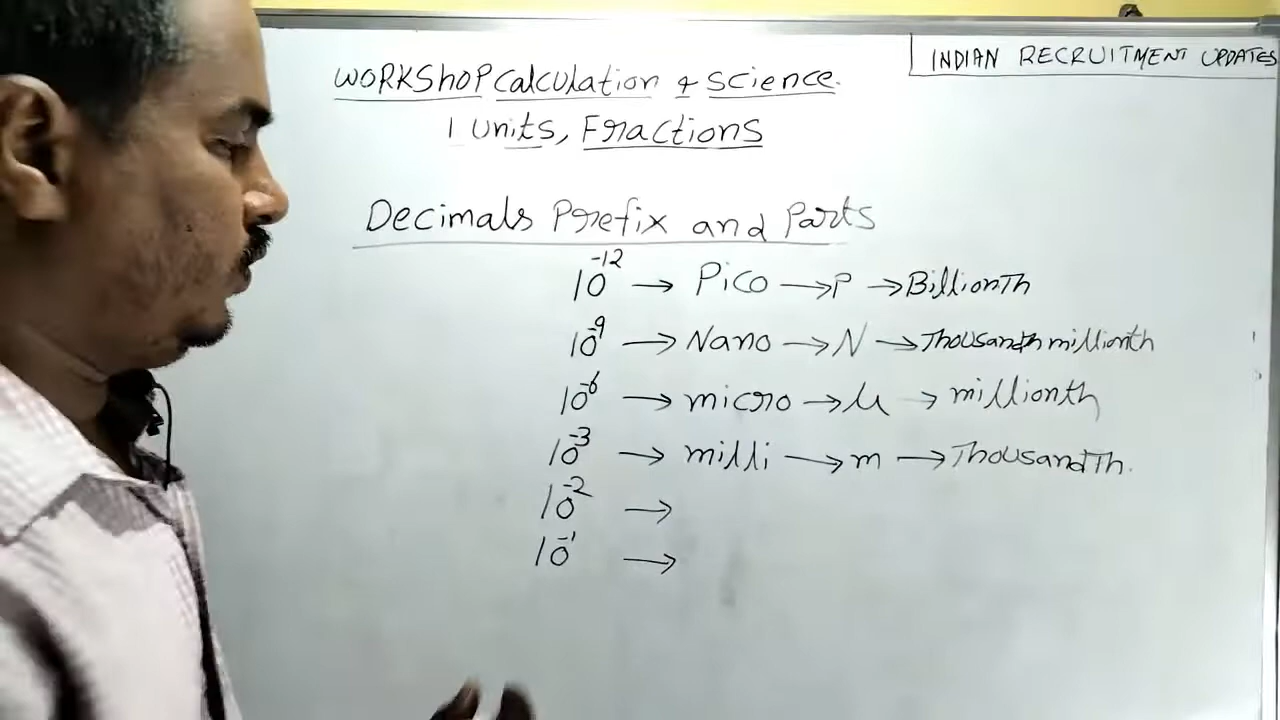 INDIAN RECRUITMENT UPDATES
WORKSHOP Calculation & Science.
1 Units, Fractions
Decimals Prefix and Parts
10⁻¹² → Pico → P → Billionth
10⁻⁹ → Nano → N → Thousandth millionth
10⁻⁶ → micro → μ → millionth
10⁻³ → milli → m → Thousandth.
10⁻² →
10⁻¹ →